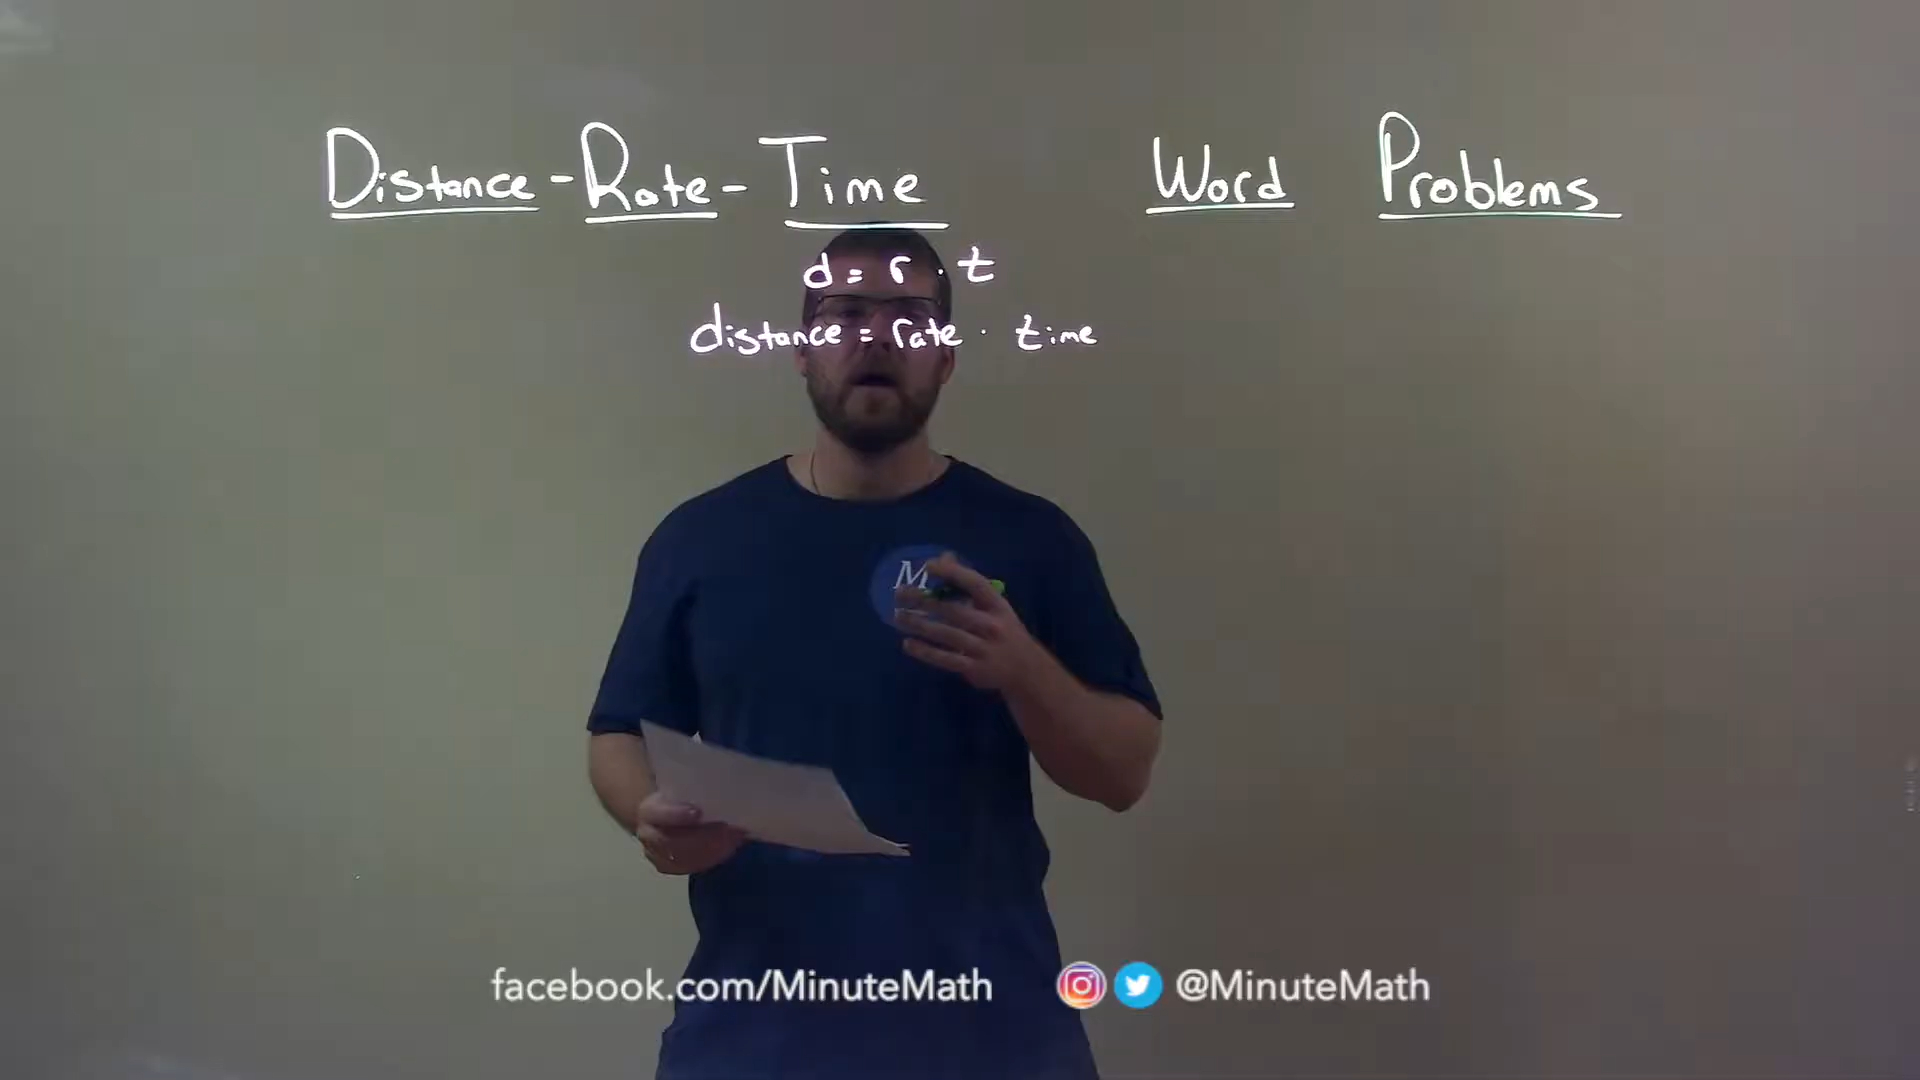 Distance-Rate-Time Word Problems
d = r · t
distance = rate · time
M
facebook.com/MinuteMath @MinuteMath